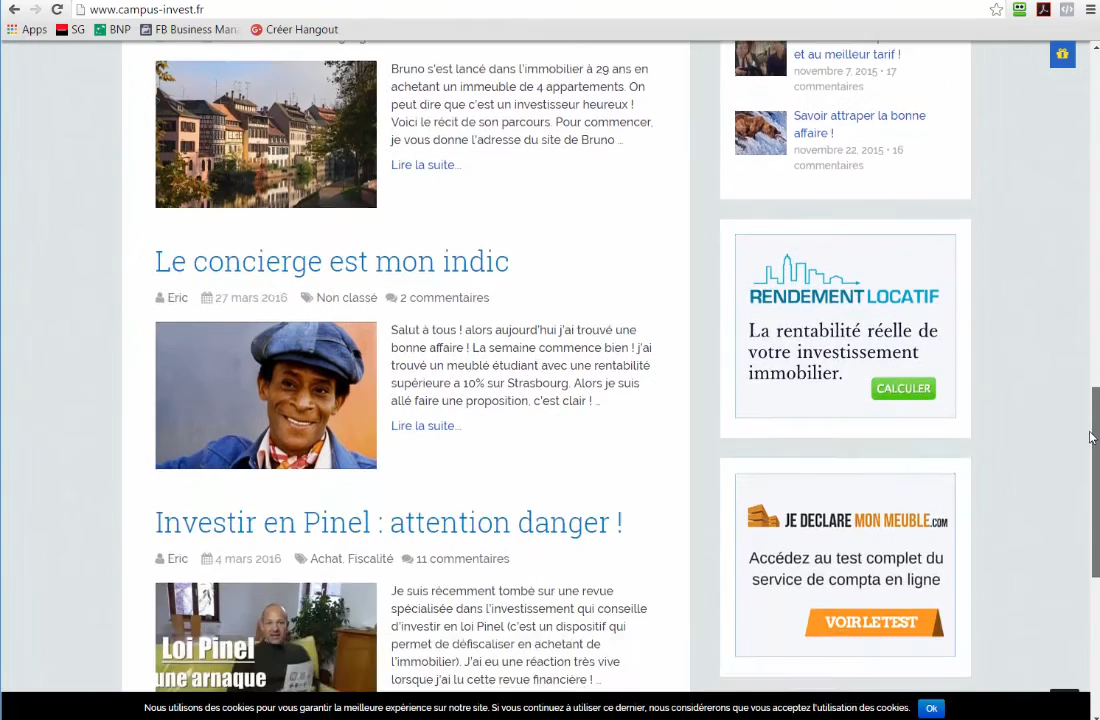 www.campus-invest.fr
Apps SG BNP FB Business Man Créer Hangout
Bruno s'est lancé dans l'immobilier à 29 ans en
achetant un immeuble de 4 appartements. On
peut dire que c'est un investisseur heureux !
Voici le récit de son parcours. Pour commencer,
je vous donne l'adresse du site de Bruno ...
Lire la suite...
Le concierge est mon indic
Eric 27 mars 2016 Non classé 2 commentaires
Salut à tous ! alors aujourd'hui j'ai trouvé une
bonne affaire ! La semaine commence bien ! j'ai
trouvé un meublé étudiant avec une rentabilité
supérieure a 10% sur Strasbourg. Alors je suis
allé faire une proposition, c'est clair ! ...
Lire la suite...
Investir en Pinel : attention danger !
Eric 4 mars 2016 Achat, Fiscalité 11 commentaires
Loi Pinel
une arnaque
Je suis récemment tombé sur une revue
spécialisée dans l'investissement qui conseille
d'investir en loi Pinel (c'est un dispositif qui
permet de défiscaliser en achetant de
l'immobilier). J'ai eu une réaction très vive
lorsque j'ai lu cette revue financière ! ...
et au meilleur tarif !
novembre 7, 2015 • 17
commentaires
Savoir attraper la bonne
affaire !
novembre 22, 2015 • 16
commentaires
RENDEMENT LOCATIF
La rentabilité réelle de
votre investissement
immobilier.
CALCULER
JE DECLARE MON MEUBLE.COM
Accédez au test complet du
service de compta en ligne
VOIR LE TEST
Nous utilisons des cookies pour vous garantir la meilleure expérience sur notre site. Si vous continuez à utiliser ce dernier, nous considérerons que vous acceptez l'utilisation des cookies. Ok